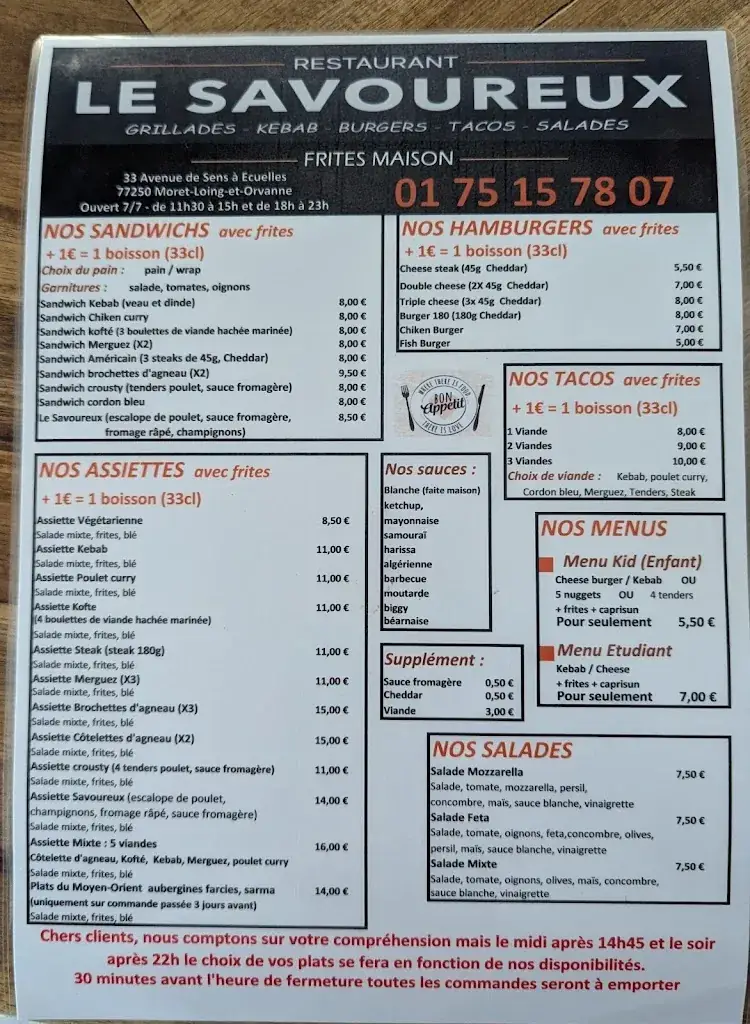 RESTAURANT
LE SAVOUREUX
GRILLADES - KEBAB - BURGERS - TACOS - SALADES
FRITES MAISON
33 Avenue de Sens à Ecuelles
77250 Moret-Loing-et-Orvanne
Ouvert 7/7 - de 11h30 à 15h et de 18h à 23h
01 75 15 78 07
NOS SANDWICHS avec frites
+ 1€ = 1 boisson (33cl)
Choix du pain : pain / wrap
Garnitures : salade, tomates, oignons
Sandwich Kebab (veau et dinde) 8,00 €
Sandwich Chiken curry 8,00 €
Sandwich kofté (3 boulettes de viande hachée marinée) 8,00 €
Sandwich Merguez (X2) 8,00 €
Sandwich Américain (3 steaks de 45g, Cheddar) 8,00 €
Sandwich brochettes d'agneau (X2) 9,50 €
Sandwich crousty (tenders poulet, sauce fromagère) 8,00 €
Sandwich cordon bleu 8,00 €
Le Savoureux (escalope de poulet, sauce fromagère, 8,50 €
fromage râpé, champignons)
NOS HAMBURGERS avec frites
+ 1€ = 1 boisson (33cl)
Cheese steak (45g Cheddar) 5,50 €
Double cheese (2X 45g Cheddar) 7,00 €
Triple cheese (3x 45g Cheddar) 8,00 €
Burger 180 (180g Cheddar) 8,00 €
Chiken Burger 7,00 €
Fish Burger 5,00 €
WHERE THERE IS FOOD
BON
Appétit
THERE IS LOVE
NOS TACOS avec frites
+ 1€ = 1 boisson (33cl)
1 Viande 8,00 €
2 Viandes 9,00 €
3 Viandes 10,00 €
Choix de viande : Kebab, poulet curry,
Cordon bleu, Merguez, Tenders, Steak
NOS ASSIETTES avec frites
+ 1€ = 1 boisson (33cl)
Assiette Végétarienne 8,50 €
Salade mixte, frites, blé
Assiette Kebab 11,00 €
Salade mixte, frites, blé
Assiette Poulet curry 11,00 €
Salade mixte, frites, blé
Assiette Kofte 11,00 €
(4 boulettes de viande hachée marinée)
Salade mixte, frites, blé
Assiette Steak (steak 180g) 11,00 €
Salade mixte, frites, blé
Assiette Merguez (X3) 11,00 €
Salade mixte, frites, blé
Assiette Brochettes d'agneau (X3) 15,00 €
Salade mixte, frites, blé
Assiette Côtelettes d'agneau (X2) 15,00 €
Salade mixte, frites, blé
Assiette crousty (4 tenders poulet, sauce fromagère) 11,00 €
Salade mixte, frites, blé
Assiette Savoureux (escalope de poulet, 14,00 €
champignons, fromage râpé, sauce fromagère)
Salade mixte, frites, blé
Assiette Mixte : 5 viandes 16,00 €
Côtelette d'agneau, Kofté, Kebab, Merguez, poulet curry
Salade mixte, frites, blé
Plats du Moyen-Orient aubergines farcies, sarma 14,00 €
(uniquement sur commande passée 3 jours avant)
Salade mixte, frites, blé
Nos sauces :
Blanche (faite maison)
ketchup,
mayonnaise
samouraï
harissa
algérienne
barbecue
moutarde
biggy
béarnaise
Supplément :
Sauce fromagère 0,50 €
Cheddar 0,50 €
Viande 3,00 €
NOS MENUS
Menu Kid (Enfant)
Cheese burger / Kebab OU
5 nuggets OU 4 tenders
+ frites + caprisun
Pour seulement 5,50 €
Menu Etudiant
Kebab / Cheese
+ frites + caprisun
Pour seulement 7,00 €
NOS SALADES
Salade Mozzarella 7,50 €
Salade, tomate, mozzarella, persil,
concombre, maïs, sauce blanche, vinaigrette
Salade Feta 7,50 €
Salade, tomate, oignons, feta,concombre, olives,
persil, maïs, sauce blanche, vinaigrette
Salade Mixte 7,50 €
Salade, tomate, oignons, olives, maïs, concombre,
sauce blanche, vinaigrette
Chers clients, nous comptons sur votre compréhension mais le midi après 14h45 et le soir
après 22h le choix de vos plats se fera en fonction de nos disponibilités.
30 minutes avant l'heure de fermeture toutes les commandes seront à emporter